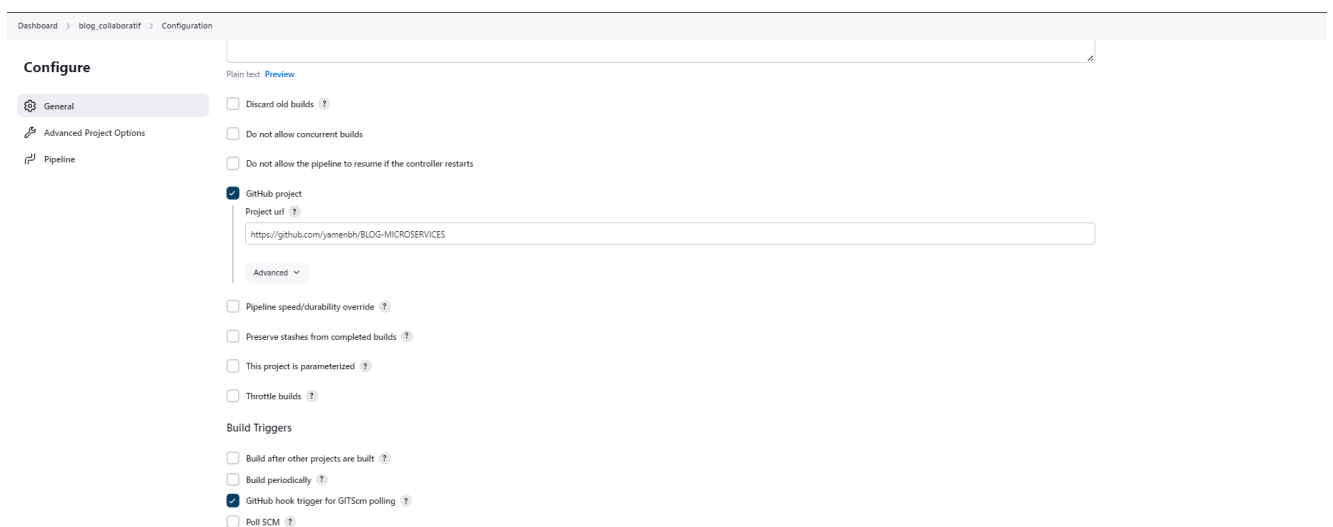 Dashboard > blog_collaboratif > Configuration
Configure
General
Advanced Project Options
Pipeline
Plain text Preview
Discard old builds ?
Do not allow concurrent builds
Do not allow the pipeline to resume if the controller restarts
GitHub project
Project url ?
https://github.com/yamenbh/BLOG-MICROSERVICES
Advanced
Pipeline speed/durability override ?
Preserve stashes from completed builds ?
This project is parameterized ?
Throttle builds ?
Build Triggers
Build after other projects are built ?
Build periodically ?
GitHub hook trigger for GITScm polling ?
Poll SCM ?